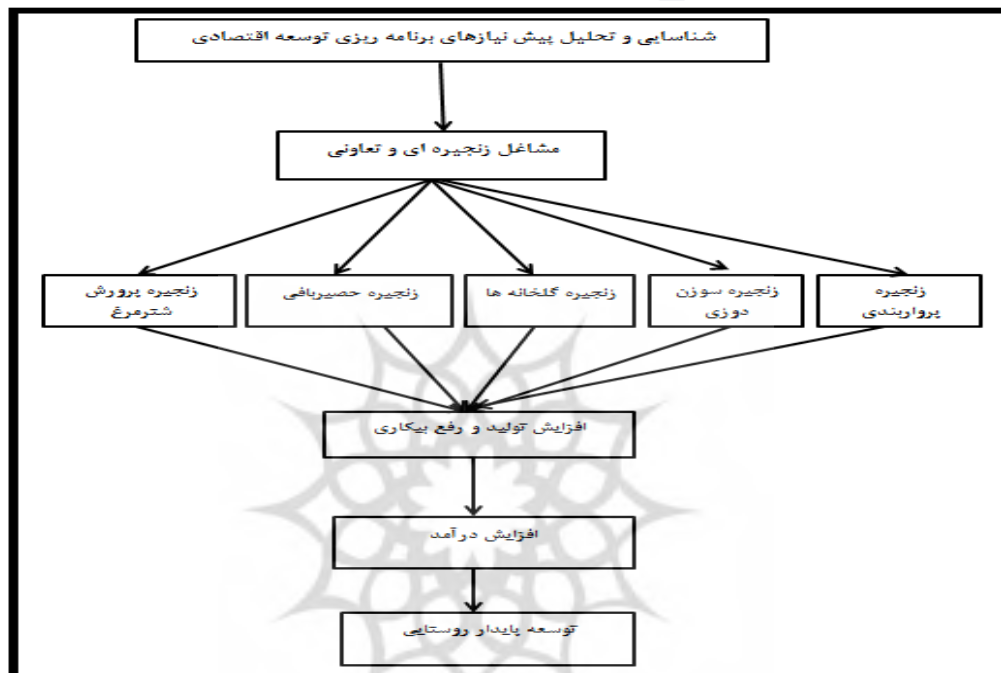 شناسایی و تحلیل پیش نیازهای برنامه ریزی توسعه اقتصادی
مشاغل زنجیره ای و تعاونی
زنجیره
پرواربندی
زنجیره سوزن
دوزی
زنجیره گلخانه ها
زنجیره حصیربافی
زنجیره پرورش
شترمرغ
افزایش تولید و رفع بیکاری
افزایش درآمد
توسعه پایدار روستایی